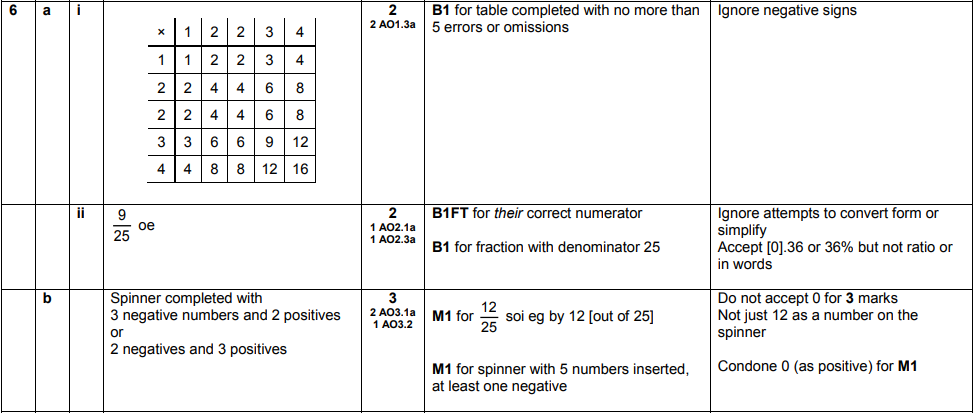 6 a i
× 1 2 2 3 4
1 1 2 2 3 4
2 2 4 4 6 8
2 2 4 4 6 8
3 3 6 6 9 12
4 4 8 8 12 16
2
2 AO1.3a
B1 for table completed with no more than
5 errors or omissions
Ignore negative signs
ii
9/25 oe
2
1 AO2.1a
1 AO2.3a
B1FT for their correct numerator
B1 for fraction with denominator 25
Ignore attempts to convert form or
simplify
Accept [0].36 or 36% but not ratio or
in words
b
Spinner completed with
3 negative numbers and 2 positives
or
2 negatives and 3 positives
3
2 AO3.1a
1 AO3.2
M1 for 12/25 soi eg by 12 [out of 25]
M1 for spinner with 5 numbers inserted,
at least one negative
Do not accept 0 for 3 marks
Not just 12 as a number on the
spinner
Condone 0 (as positive) for M1